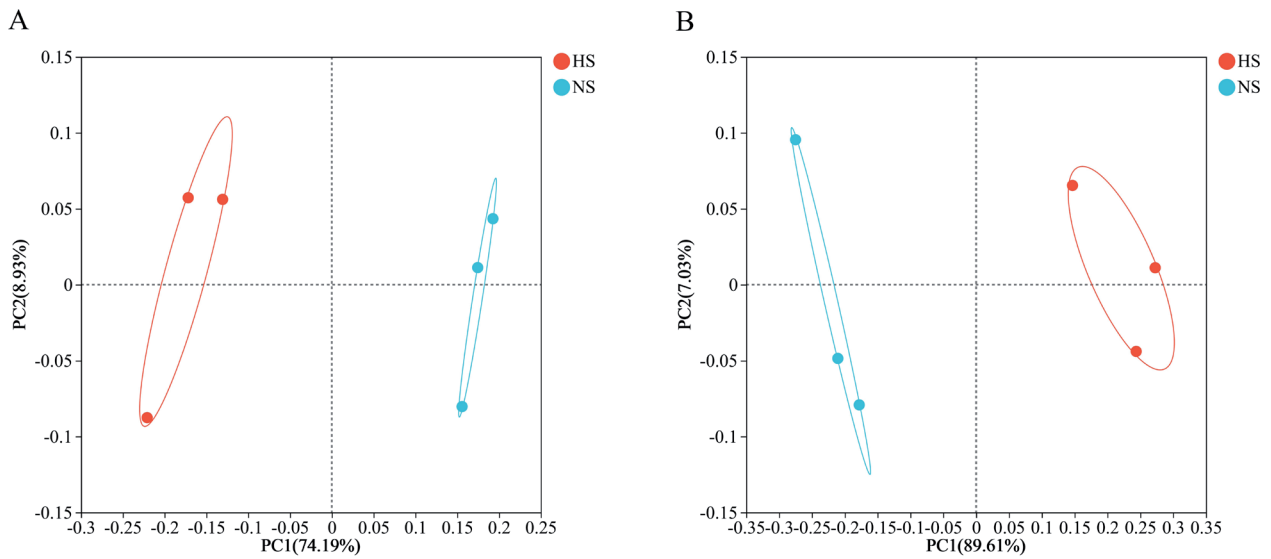 A
HS
NS
0.15
0.1
0.05
0
-0.05
-0.1
-0.15
PC2(8.93%)
-0.3 -0.25 -0.2 -0.15 -0.1 -0.05 0 0.05 0.1 0.15 0.2 0.25
PC1(74.19%)
B
HS
NS
0.15
0.1
0.05
0
-0.05
-0.1
-0.15
PC2(7.03%)
-0.35 -0.3 -0.25 -0.2 -0.15 -0.1 -0.05 0 0.05 0.1 0.15 0.2 0.25 0.3 0.35
PC1(89.61%)